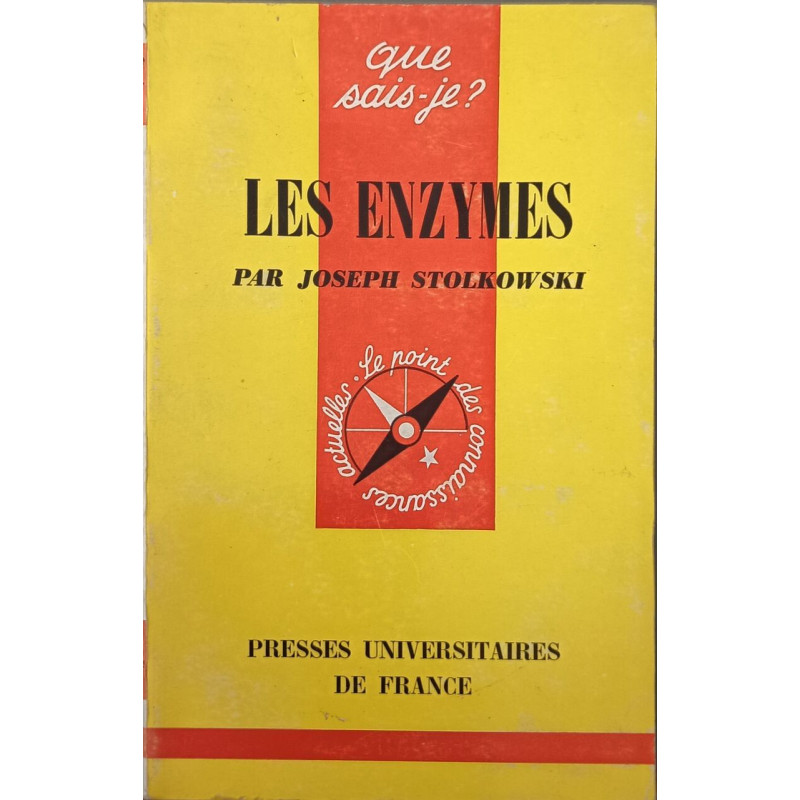 que
sais-je?
LES ENZYMES
PAR JOSEPH STOLKOWSKI
Le point des connaissances actuelles.
PRESSES UNIVERSITAIRES
DE FRANCE